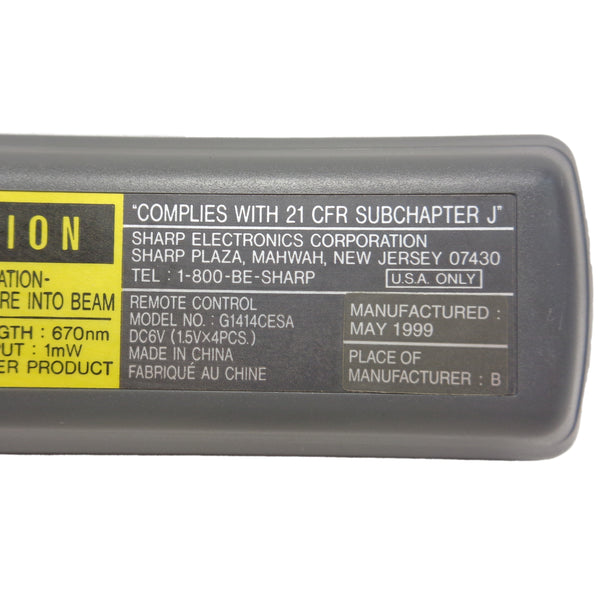 ION
ATION-
RE INTO BEAM
GTH : 670nm
PUT : 1mW
ER PRODUCT
"COMPLIES WITH 21 CFR SUBCHAPTER J"
SHARP ELECTRONICS CORPORATION
SHARP PLAZA, MAHWAH, NEW JERSEY 07430
TEL : 1-800-BE-SHARP
U.S.A. ONLY
REMOTE CONTROL
MODEL NO. : G1414CESA
DC6V (1.5V×4PCS.)
MADE IN CHINA
FABRIQUÉ AU CHINE
MANUFACTURED :
MAY 1999
PLACE OF
MANUFACTURER : B